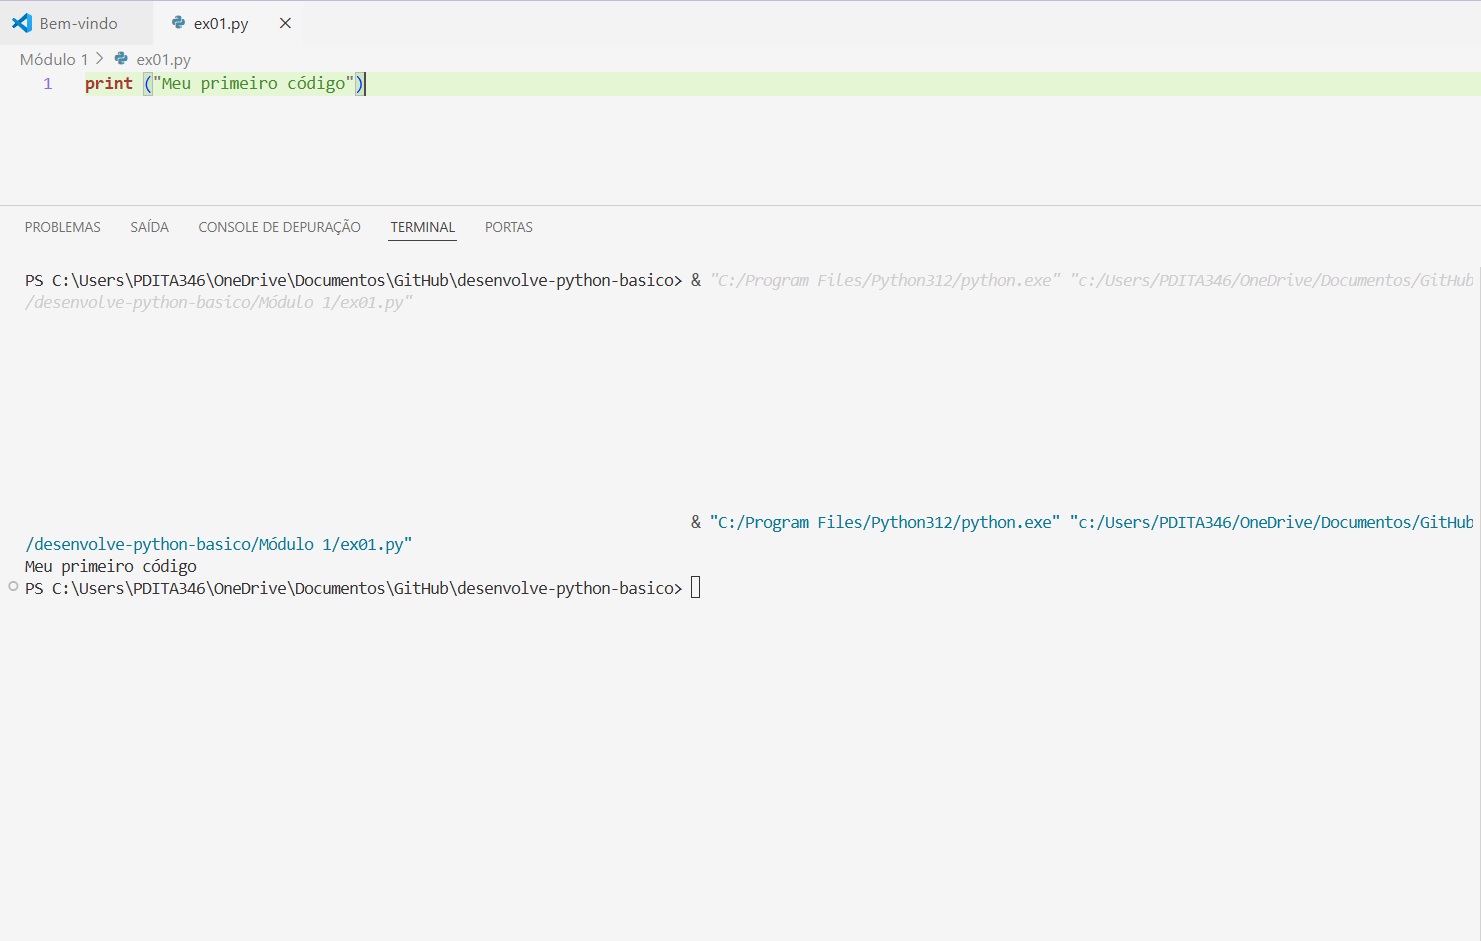 Bem-vindo ex01.py
Módulo 1 > ex01.py
1 print ("Meu primeiro código")
PROBLEMAS SAÍDA CONSOLE DE DEPURAÇÃO TERMINAL PORTAS
PS C:\Users\PDITA346\OneDrive\Documentos\GitHub\desenvolve-python-basico> & "C:/Program Files/Python312/python.exe" "c:/Users/PDITA346/OneDrive/Documentos/GitHub
/desenvolve-python-basico/Módulo 1/ex01.py"
& "C:/Program Files/Python312/python.exe" "c:/Users/PDITA346/OneDrive/Documentos/GitHub
/desenvolve-python-basico/Módulo 1/ex01.py"
Meu primeiro código
PS C:\Users\PDITA346\OneDrive\Documentos\GitHub\desenvolve-python-basico>